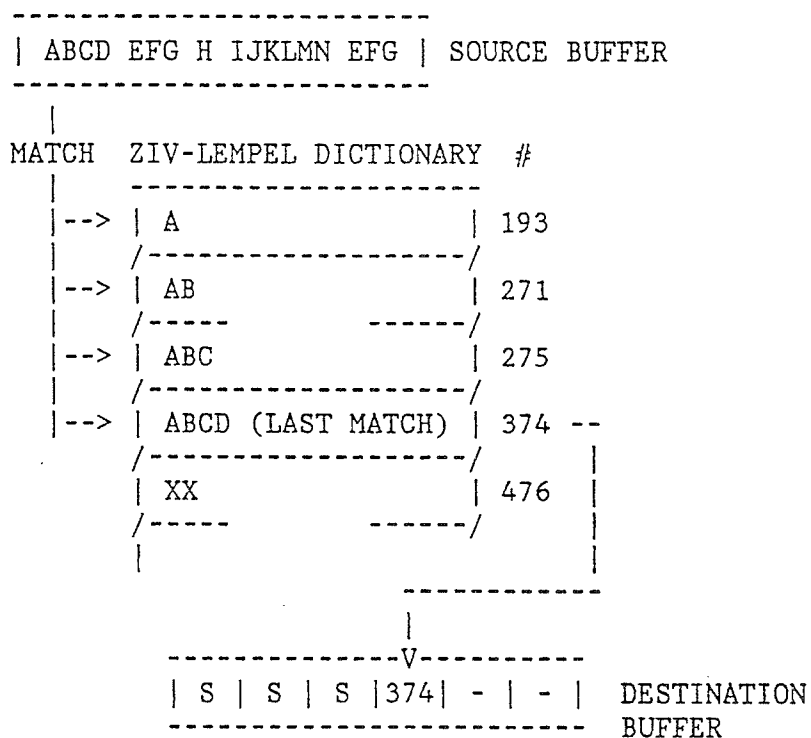 | ABCD EFG H IJKLMN EFG | SOURCE BUFFER
MATCH ZIV-LEMPEL DICTIONARY #
|--> | A | 193
|--> | AB | 271
|--> | ABC | 275
|--> | ABCD (LAST MATCH) | 374 --
| XX | 476
V
| S | S | S |374| - | - | DESTINATION
BUFFER